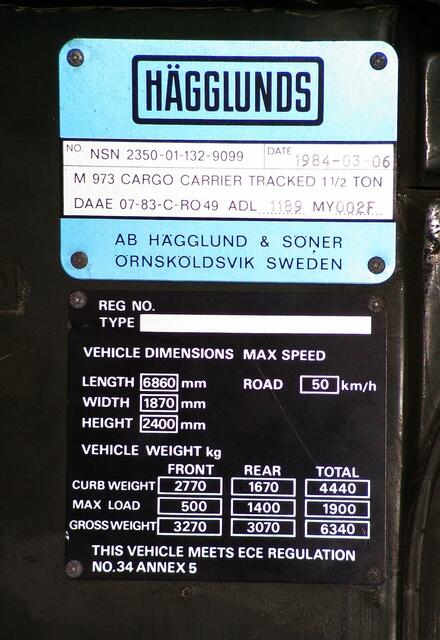 HÄGGLUNDS
NO. NSN 2350-01-132-9099 DATE 1984-03-06
M 973 CARGO CARRIER TRACKED 1 1/2 TON
DAAE 07-83-C-RO49 ADL 1189 MY002F
AB HÄGGLUND & SÖNER
ÖRNSKÖLDSVIK SWEDEN
REG NO.
TYPE
VEHICLE DIMENSIONS MAX SPEED
LENGTH 6860 mm ROAD 50 km/h
WIDTH 1870 mm
HEIGHT 2400 mm
VEHICLE WEIGHT kg
FRONT REAR TOTAL
CURB WEIGHT 2770 1670 4440
MAX LOAD 500 1400 1900
GROSS WEIGHT 3270 3070 6340
THIS VEHICLE MEETS ECE REGULATION
NO.34 ANNEX 5